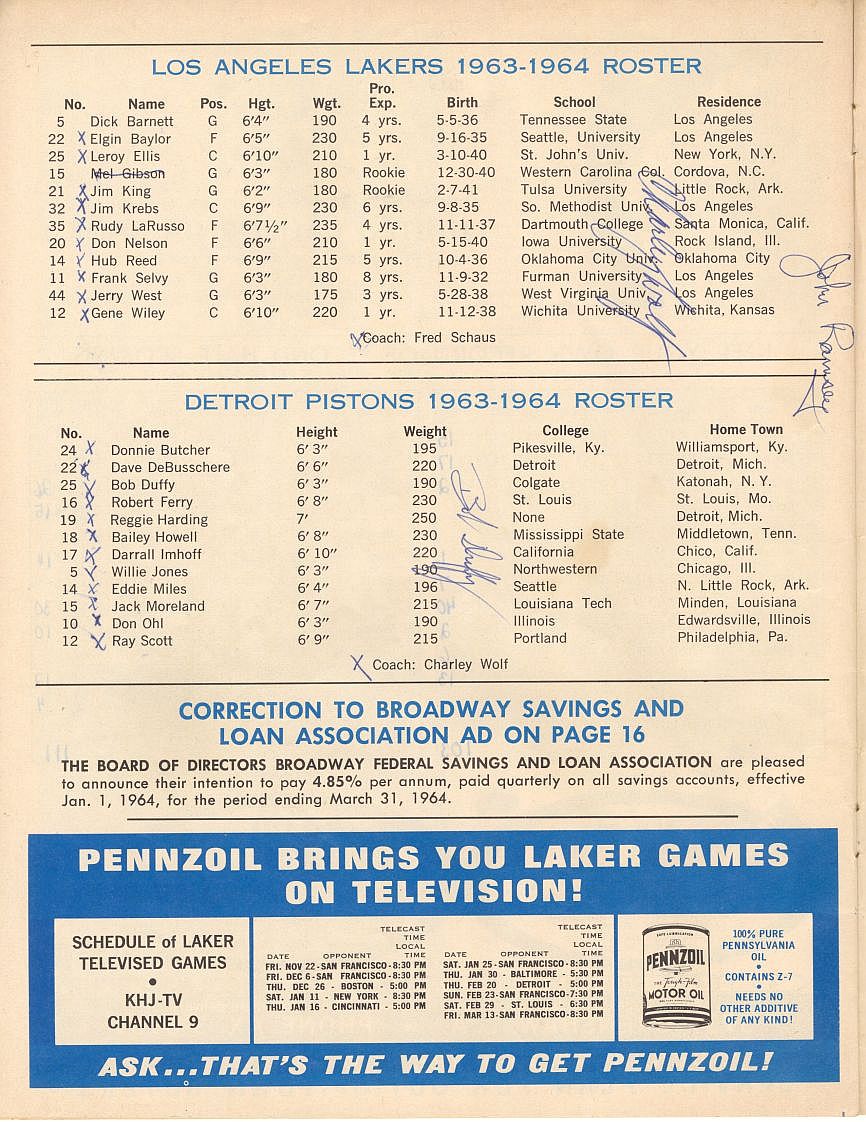 LOS ANGELES LAKERS 1963-1964 ROSTER
No. Name Pos. Hgt. Wgt. Pro. Exp. Birth School Residence
5 Dick Barnett G 6'4" 190 4 yrs. 5-5-36 Tennessee State Los Angeles
22 X Elgin Baylor F 6'5" 230 5 yrs. 9-16-35 Seattle, University Los Angeles
25 X Leroy Ellis C 6'10" 210 1 yr. 3-10-40 St. John's Univ. New York, N.Y.
15 Mel Gibson G 6'3" 180 Rookie 12-30-40 Western Carolina Col. Cordova, N.C.
21 X Jim King G 6'2" 180 Rookie 2-7-41 Tulsa University Little Rock, Ark.
32 X Jim Krebs C 6'9" 230 6 yrs. 9-8-35 So. Methodist Univ. Los Angeles
35 X Rudy LaRusso F 6'7½" 235 4 yrs. 11-11-37 Dartmouth College Santa Monica, Calif.
20 X Don Nelson F 6'6" 210 1 yr. 5-15-40 Iowa University Rock Island, Ill.
14 X Hub Reed F 6'9" 215 5 yrs. 10-4-36 Oklahoma City Univ. Oklahoma City
11 X Frank Selvy G 6'3" 180 8 yrs. 11-9-32 Furman University Los Angeles
44 X Jerry West G 6'3" 175 3 yrs. 5-28-38 West Virginia Univ. Los Angeles
12 X Gene Wiley C 6'10" 220 1 yr. 11-12-38 Wichita University Wichita, Kansas
X Coach: Fred Schaus
Charley Wolf
John Ramsey
DETROIT PISTONS 1963-1964 ROSTER
No. Name Height Weight College Home Town
24 X Donnie Butcher 6' 3" 195 Pikesville, Ky. Williamsport, Ky.
22 X Dave DeBusschere 6' 6" 220 Detroit Detroit, Mich.
25 X Bob Duffy 6' 3" 190 Colgate Katonah, N. Y.
16 X Robert Ferry 6' 8" 230 St. Louis St. Louis, Mo.
19 X Reggie Harding 7' 250 None Detroit, Mich.
18 X Bailey Howell 6' 8" 230 Mississippi State Middletown, Tenn.
17 X Darrall Imhoff 6' 10" 220 California Chico, Calif.
5 X Willie Jones 6' 3" 190 Northwestern Chicago, Ill.
14 X Eddie Miles 6' 4" 196 Seattle N. Little Rock, Ark.
15 X Jack Moreland 6' 7" 215 Louisiana Tech Minden, Louisiana
10 X Don Ohl 6' 3" 190 Illinois Edwardsville, Illinois
12 X Ray Scott 6' 9" 215 Portland Philadelphia, Pa.
X Coach: Charley Wolf
Bob Duffy
CORRECTION TO BROADWAY SAVINGS AND
LOAN ASSOCIATION AD ON PAGE 16
THE BOARD OF DIRECTORS BROADWAY FEDERAL SAVINGS AND LOAN ASSOCIATION are pleased
to announce their intention to pay 4.85% per annum, paid quarterly on all savings accounts, effective
Jan. 1, 1964, for the period ending March 31, 1964.
PENNZOIL BRINGS YOU LAKER GAMES
ON TELEVISION!
SCHEDULE of LAKER
TELEVISED GAMES
•
KHJ-TV
CHANNEL 9
TELECAST
TIME
LOCAL
DATE OPPONENT TIME
FRI. NOV 22-SAN FRANCISCO-8:30 PM
FRI. DEC 6-SAN FRANCISCO-8:30 PM
THU. DEC 26 - BOSTON - 5:00 PM
SAT. JAN 11 - NEW YORK - 8:30 PM
THU. JAN 16 - CINCINNATI - 5:00 PM
TELECAST
TIME
LOCAL
DATE OPPONENT TIME
SAT. JAN 25-SAN FRANCISCO-8:30 PM
THU. JAN 30 - BALTIMORE - 5:30 PM
THU. FEB 20 - DETROIT - 5:00 PM
SUN. FEB 23-SAN FRANCISCO-7:30 PM
SAT. FEB 29 - ST. LOUIS - 6:30 PM
FRI. MAR 13-SAN FRANCISCO-8:30 PM
SAFE LUBRICATION
PENNZOIL
THE Tough-Film
MOTOR OIL
100% PURE
PENNSYLVANIA
OIL
•
CONTAINS Z-7
•
NEEDS NO
OTHER ADDITIVE
OF ANY KIND!
ASK...THAT'S THE WAY TO GET PENNZOIL!